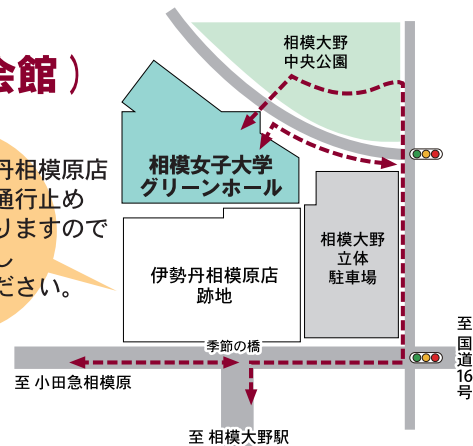 会館）
丹相模原店
通行止め
りますので
し
ださい。
相模大野
中央公園
相模女子大学
グリーンホール
相模大野
立体
駐車場
伊勢丹相模原店
跡地
季節の橋
至 小田急相模原
至 国道16号
至 相模大野駅